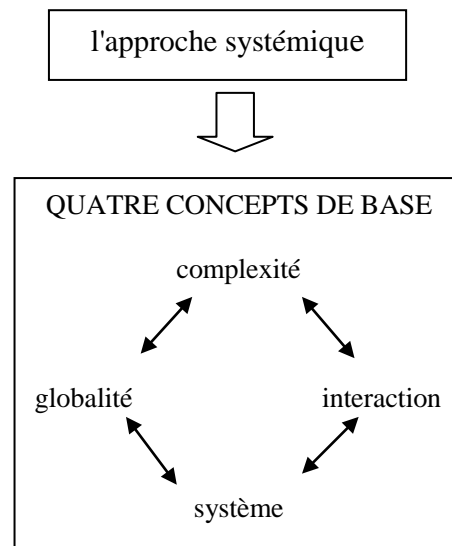 l'approche systémique
QUATRE CONCEPTS DE BASE
complexité
globalité interaction
système